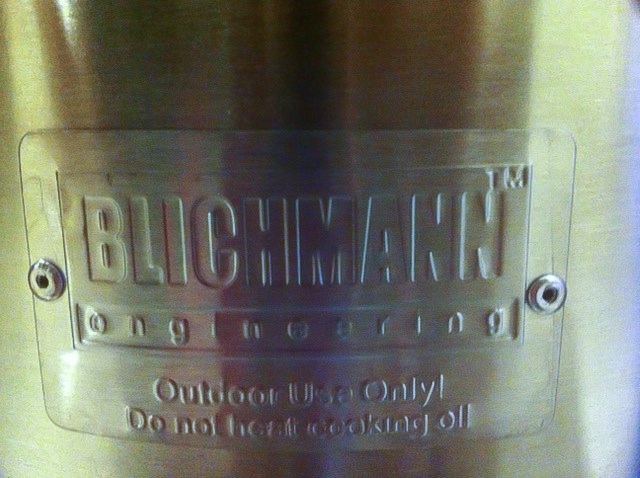 BLICHMANN™
engineering
Outdoor Use Only!
Do not heat cooking oil